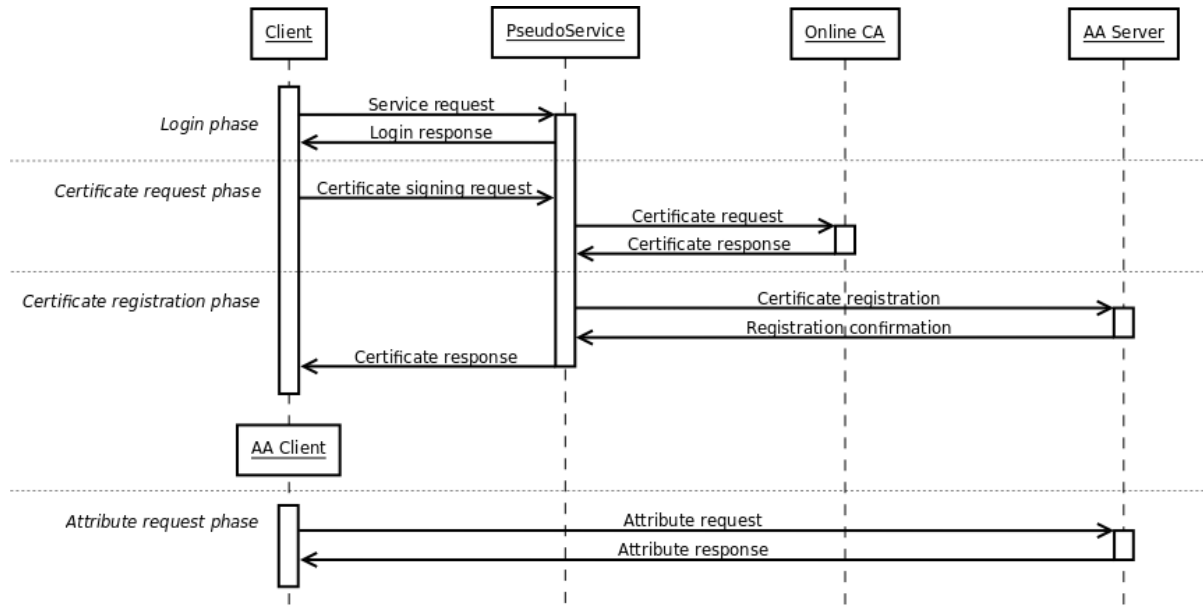 Client
PseudoService
Online CA
AA Server
Service request
Login phase
Login response
Certificate request phase
Certificate signing request
Certificate request
Certificate response
Certificate registration phase
Certificate registration
Registration confirmation
Certificate response
AA Client
Attribute request phase
Attribute request
Attribute response